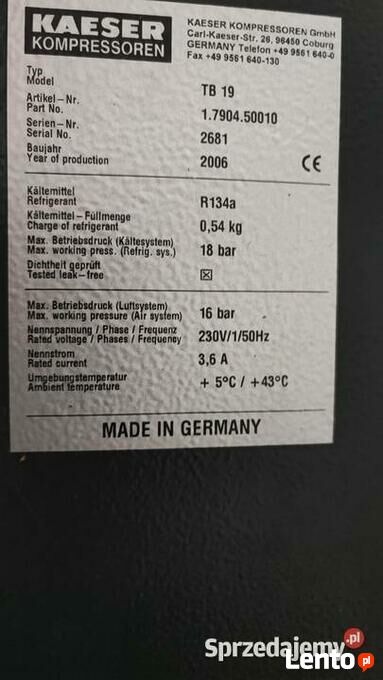 KAESER
KOMPRESSOREN
KAESER KOMPRESSOREN GmbH
Carl-Kaeser-Str. 26, 96450 Coburg
GERMANY Telefon +49 9561 640-0
Fax +49 9561 640-130
Typ
Model TB 19
Artikel-Nr.
Part No. 1.7904.50010
Serien-Nr.
Serial No. 2681
Baujahr
Year of production 2006 CE
Kältemittel
Refrigerant R134a
Kältemittel-Füllmenge
Charge of refrigerant 0,54 kg
Max. Betriebsdruck (Kältesystem)
Max. working press. (Refrig. sys.) 18 bar
Dichtheit geprüft
Tested leak-free ☒
Max. Betriebsdruck (Luftsystem)
Max. working pressure (Air system) 16 bar
Nennspannung / Phase / Frequenz
Rated voltage / Phases / Frequency 230V/1/50Hz
Nennstrom
Rated current 3,6 A
Umgebungstemperatur
Ambient temperature + 5°C / +43°C
MADE IN GERMANY
Sprzedajemy.pl
Lento.pl